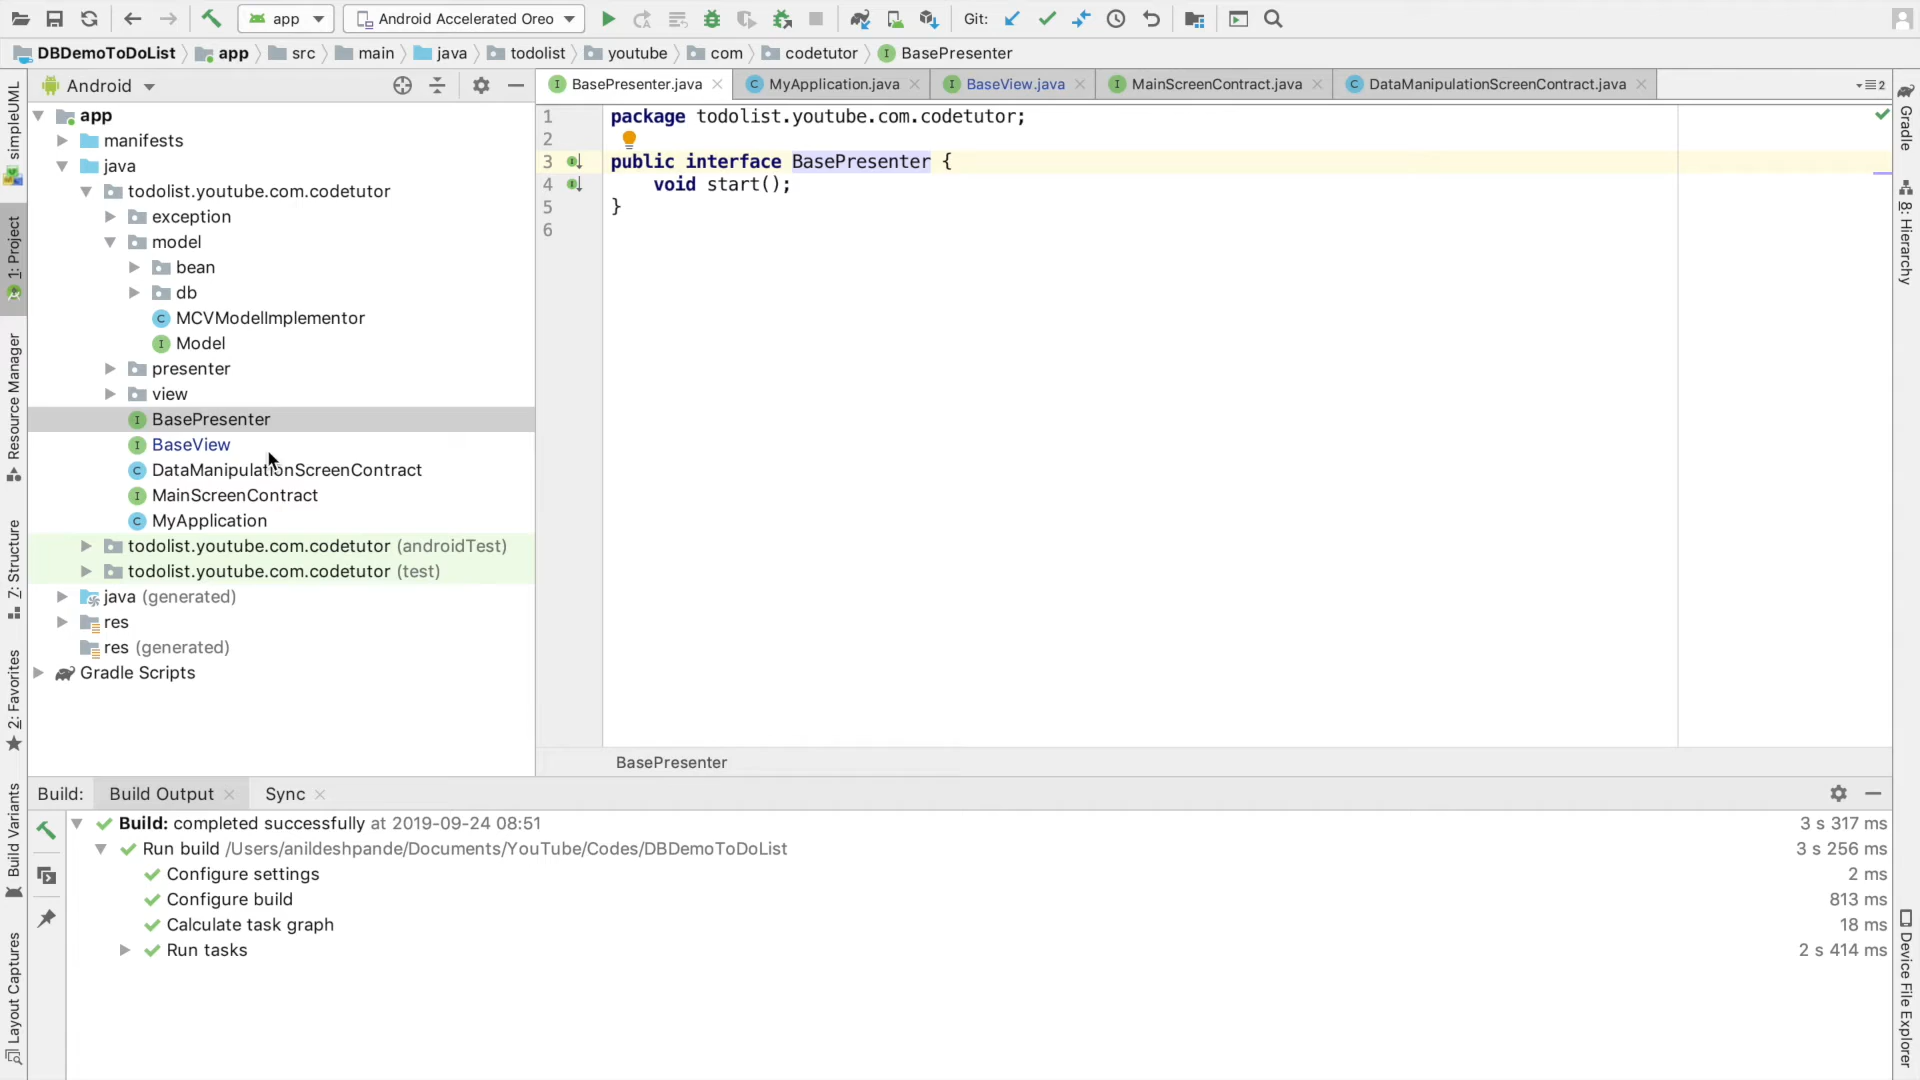 app
Android Accelerated Oreo
Git:
DBDemoToDoList
app
src
main
java
todolist
youtube
com
codetutor
BasePresenter
Android
BasePresenter.java
MyApplication.java
BaseView.java
MainScreenContract.java
DataManipulationScreenContract.java
2
simpleUML
1: Project
Resource Manager
7: Structure
2: Favorites
Build Variants
Layout Captures
app
manifests
java
todolist.youtube.com.codetutor
exception
model
bean
db
MCVModelImplementor
Model
presenter
view
BasePresenter
BaseView
DataManipulationScreenContract
MainScreenContract
MyApplication
todolist.youtube.com.codetutor (androidTest)
todolist.youtube.com.codetutor (test)
java (generated)
res
res (generated)
Gradle Scripts
1 package todolist.youtube.com.codetutor;
2
3 public interface BasePresenter {
4 void start();
5 }
6
BasePresenter
Gradle
8: Hierarchy
Device File Explorer
Build:
Build Output
Sync
Build: completed successfully at 2019-09-24 08:51 3 s 317 ms
Run build /Users/anildeshpande/Documents/YouTube/Codes/DBDemoToDoList 3 s 256 ms
Configure settings 2 ms
Configure build 813 ms
Calculate task graph 18 ms
Run tasks 2 s 414 ms